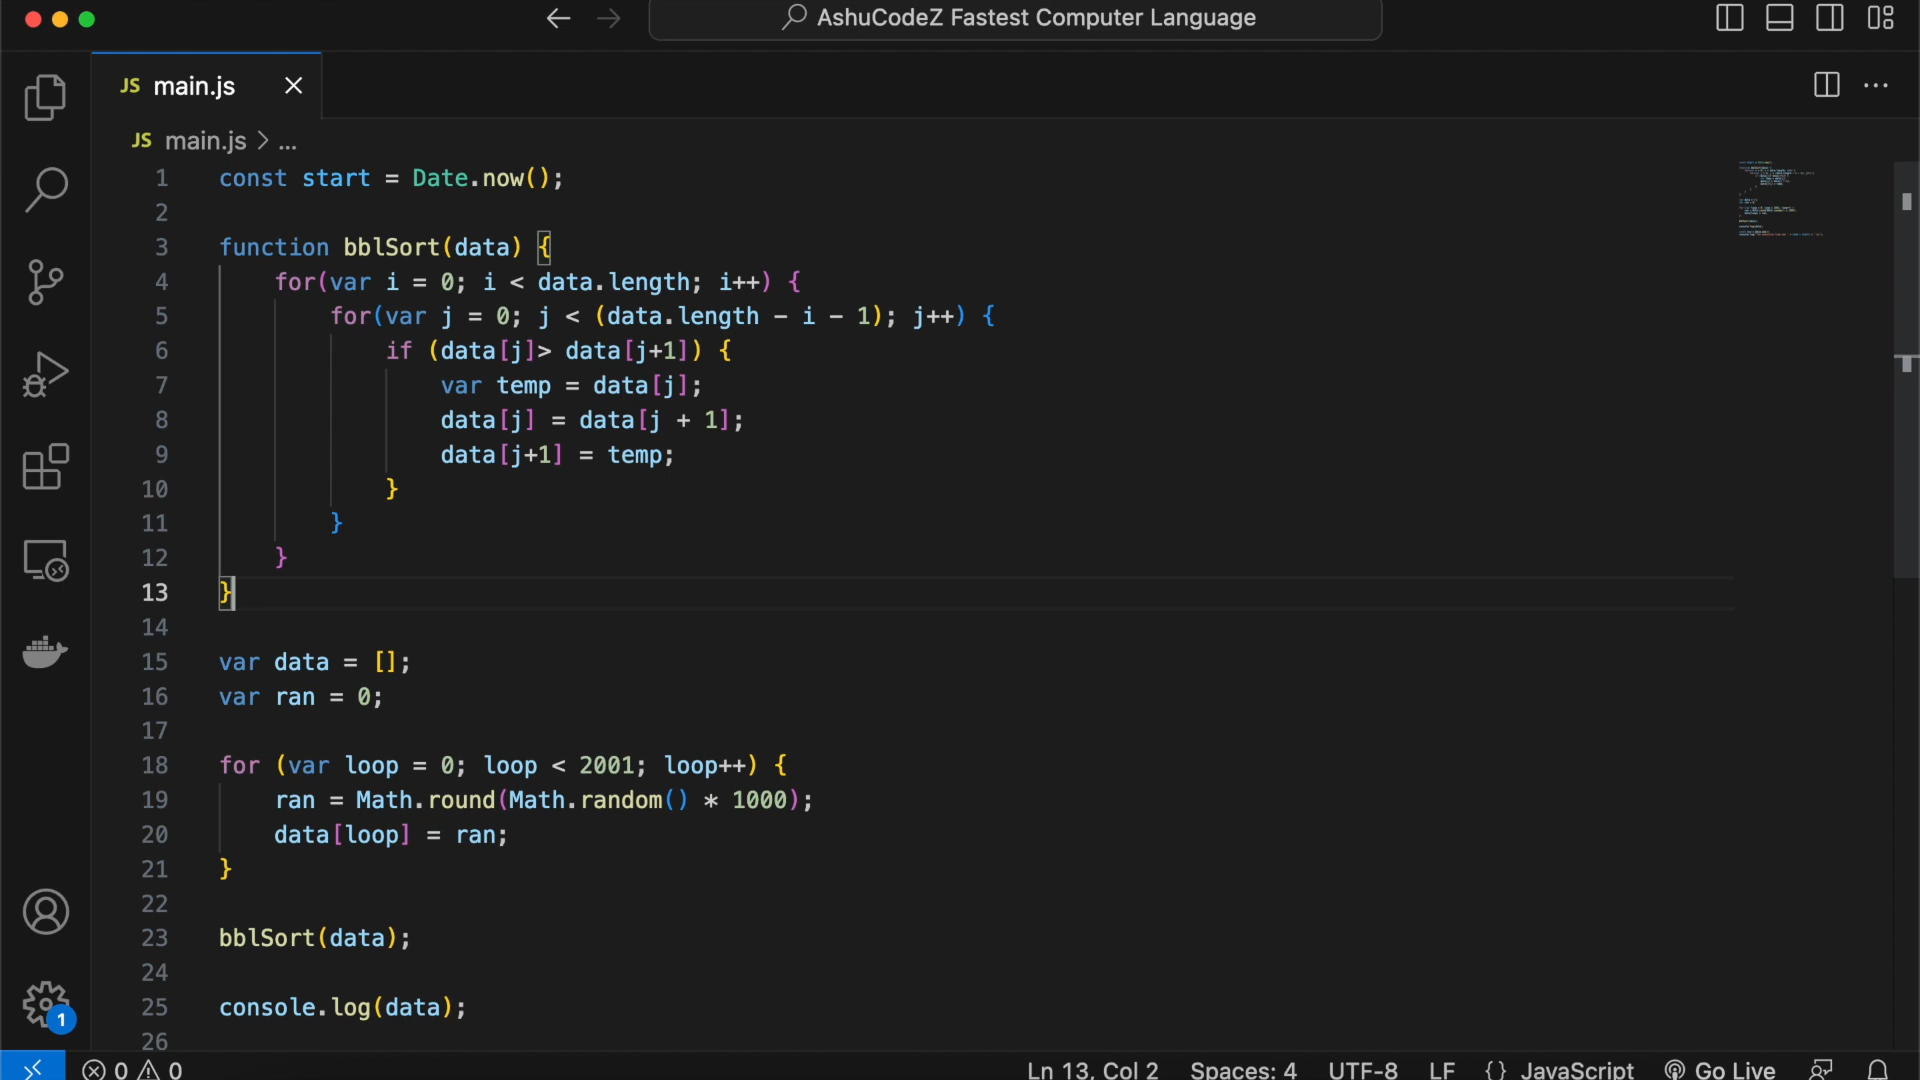 AshuCodeZ Fastest Computer Language
JS main.js
JS main.js > ...
1 const start = Date.now();
2
3 function bblSort(data) {
4     for(var i = 0; i < data.length; i++) {
5         for(var j = 0; j < (data.length - i - 1); j++) {
6             if (data[j]> data[j+1]) {
7                 var temp = data[j];
8                 data[j] = data[j + 1];
9                 data[j+1] = temp;
10             }
11         }
12     }
13 }
14
15 var data = [];
16 var ran = 0;
17
18 for (var loop = 0; loop < 2001; loop++) {
19     ran = Math.round(Math.random() * 1000);
20     data[loop] = ran;
21 }
22
23 bblSort(data);
24
25 console.log(data);
26
1
0 0 Ln 13, Col 2 Spaces: 4 UTF-8 LF {} JavaScript Go Live